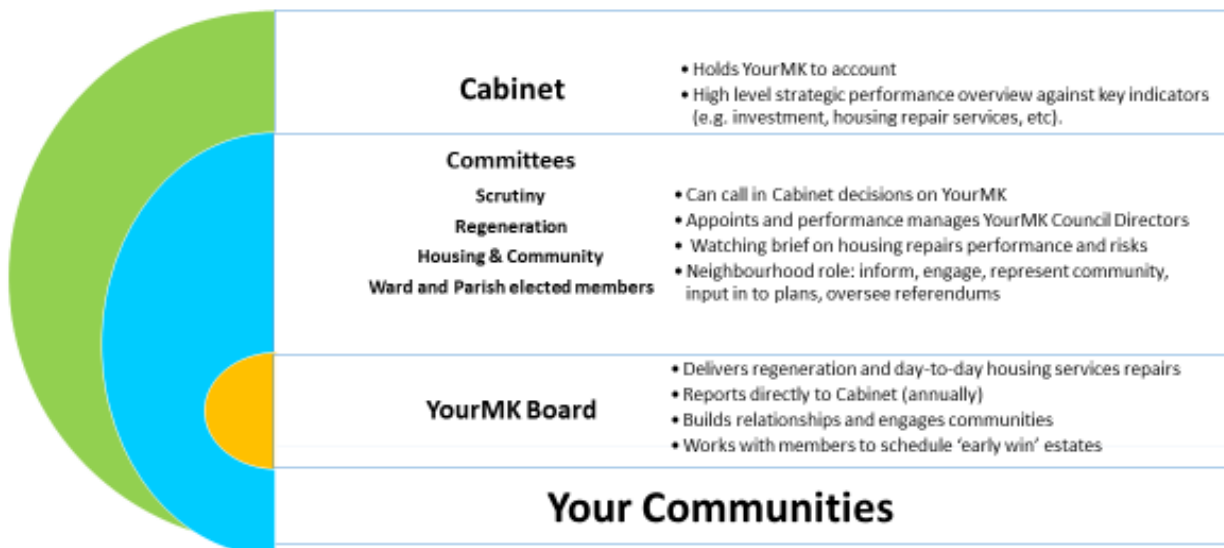 Cabinet
• Holds YourMK to account
• High level strategic performance overview against key indicators
(e.g. investment, housing repair services, etc).
Committees
Scrutiny
Regeneration
Housing & Community
Ward and Parish elected members
• Can call in Cabinet decisions on YourMK
• Appoints and performance manages YourMK Council Directors
• Watching brief on housing repairs performance and risks
• Neighbourhood role: inform, engage, represent community,
input in to plans, oversee referendums
YourMK Board
• Delivers regeneration and day-to-day housing services repairs
• Reports directly to Cabinet (annually)
• Builds relationships and engages communities
• Works with members to schedule ‘early win’ estates
Your Communities